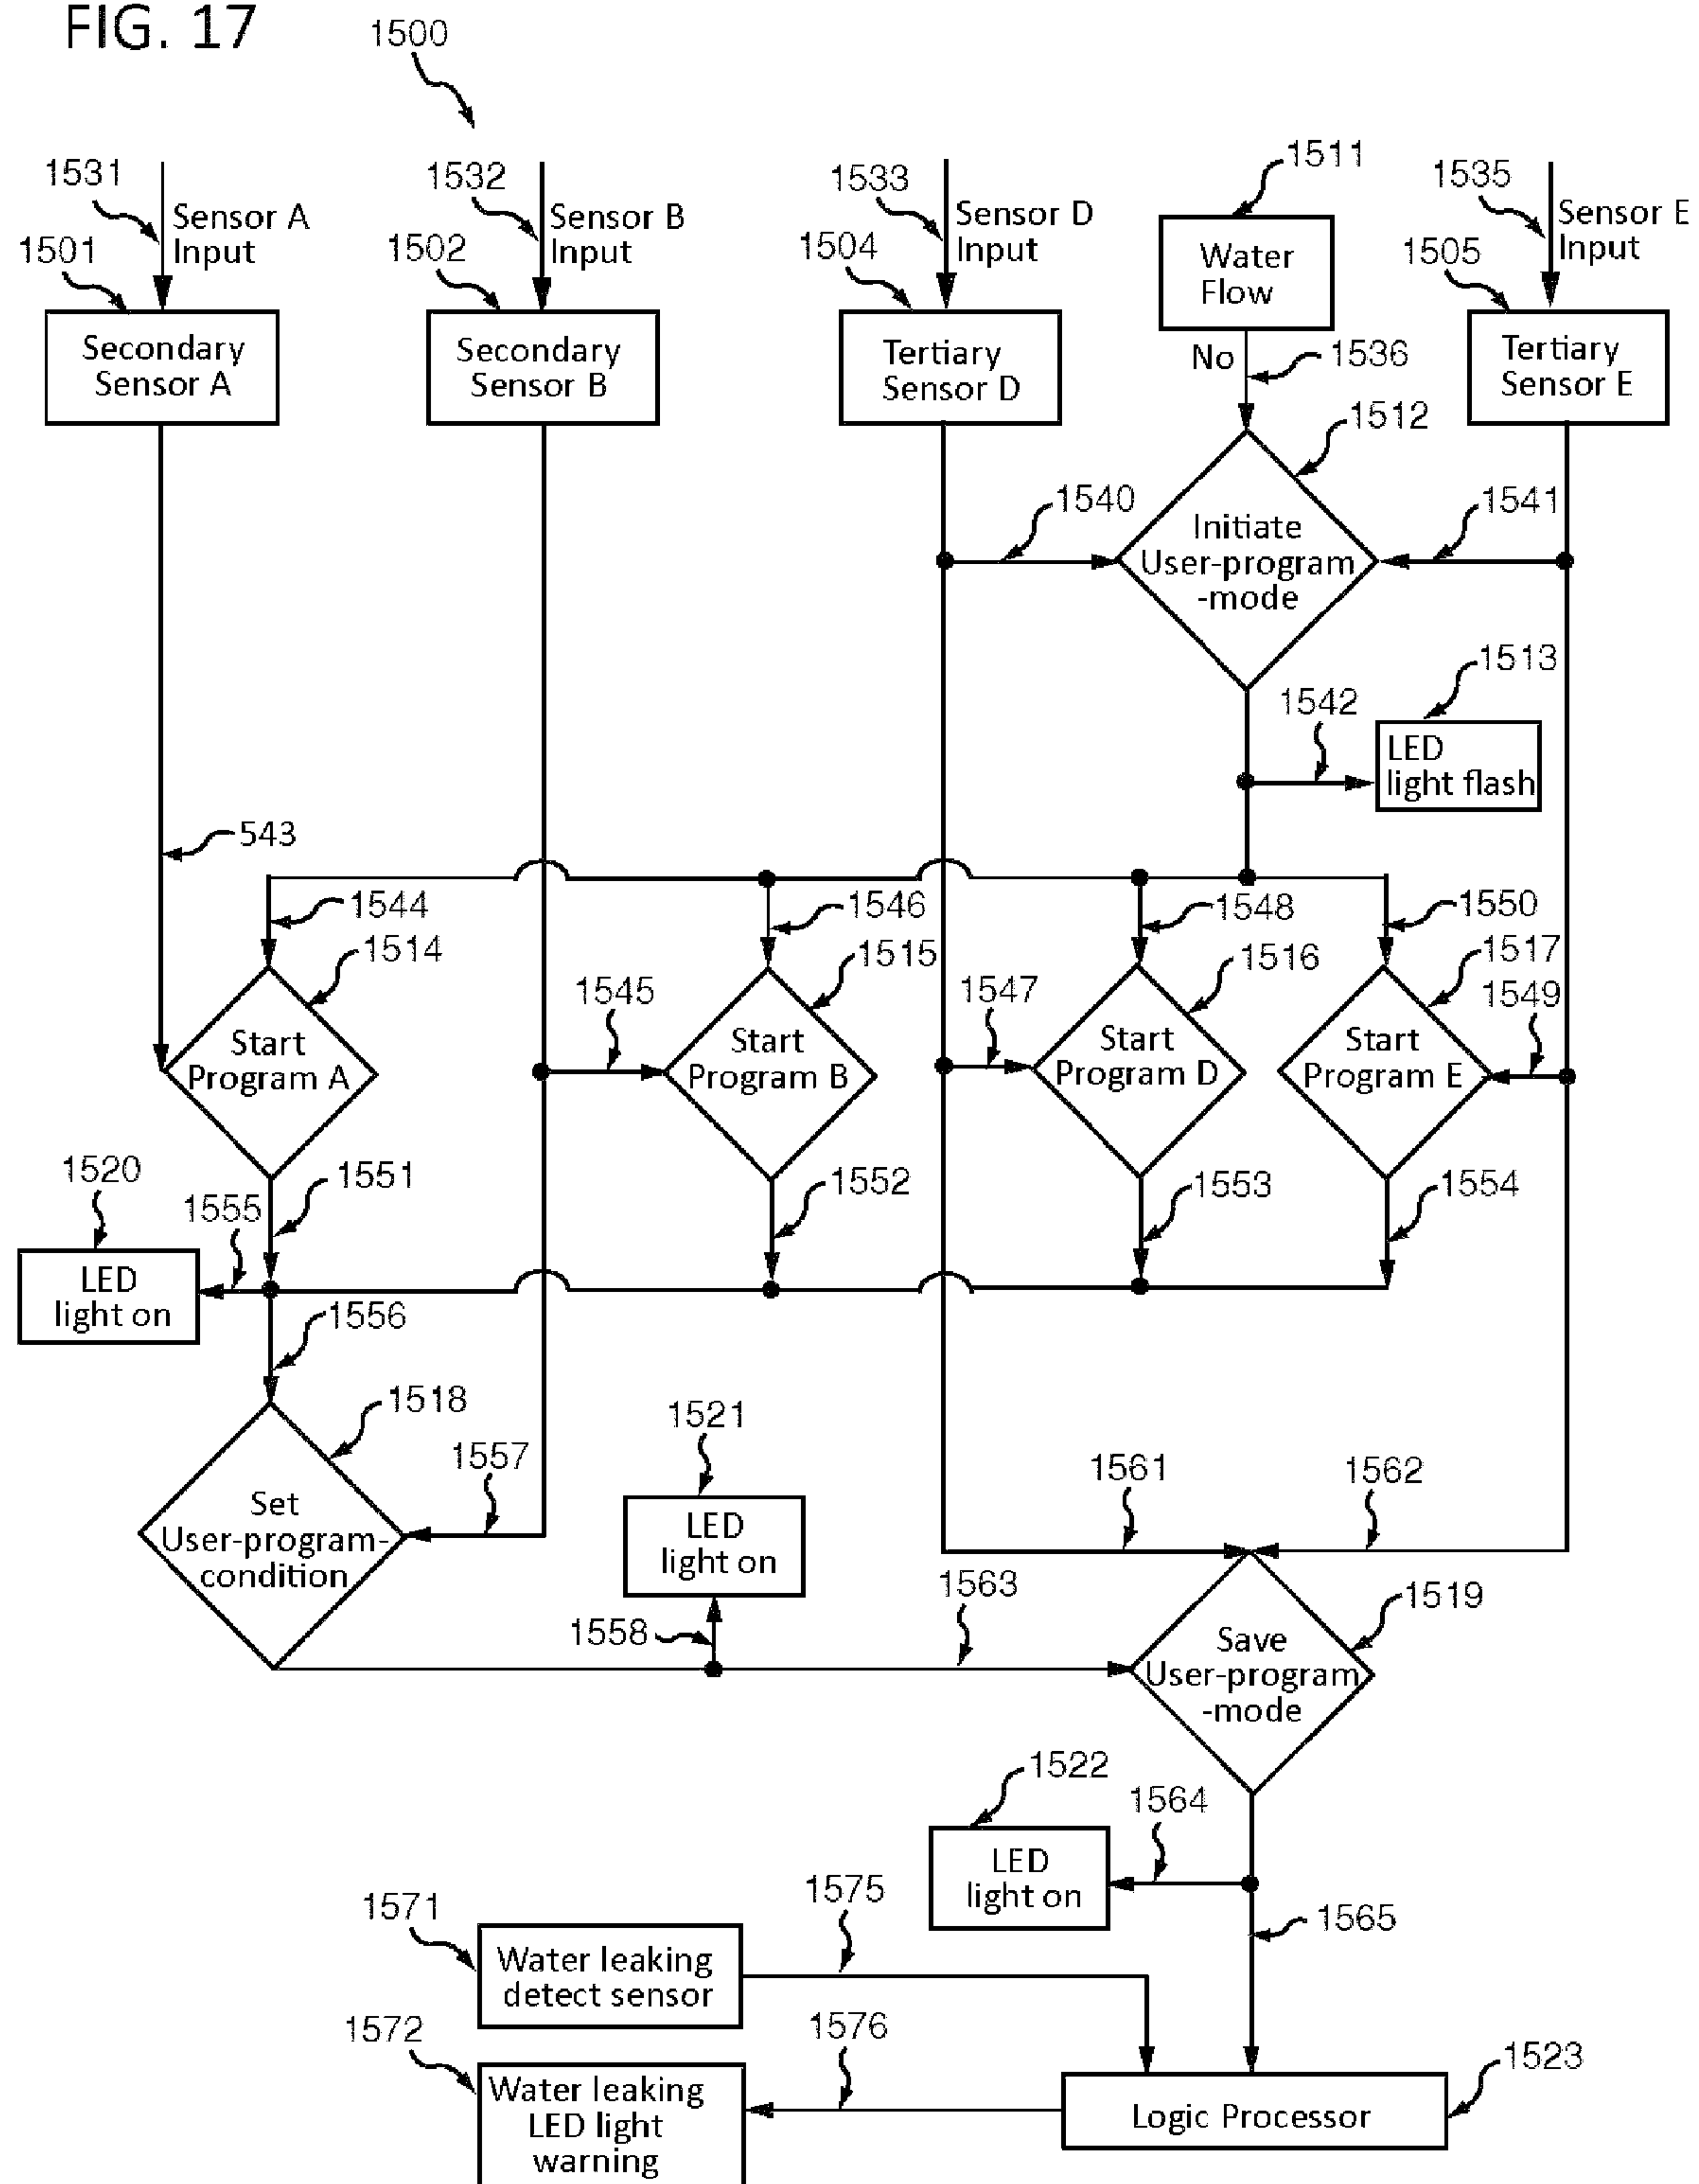 FIG. 17
1500
1531
Sensor A
Input
1501
1532
Sensor B
Input
1502
1533
Sensor D
Input
1504
1511
1535
Sensor E
Input
1505
Water
Flow
Secondary
Sensor A
Secondary
Sensor B
Tertiary
Sensor D
No
1536
Tertiary
Sensor E
1512
1540
1541
Initiate
User-program
-mode
1513
1542
LED
light flash
543
1544
1546
1548
1550
1514
1515
1516
1517
1545
1547
1549
Start
Program A
Start
Program B
Start
Program D
Start
Program E
1520
1555
1551
1552
1553
1554
LED
light on
1556
1518
1521
1557
1561
1562
Set
User-program-
condition
LED
light on
1563
1519
1558
Save
User-program
-mode
1522
1564
LED
light on
1575
1571
1565
Water leaking
detect sensor
1572
1576
1523
Water leaking
LED light
warning
Logic Processor